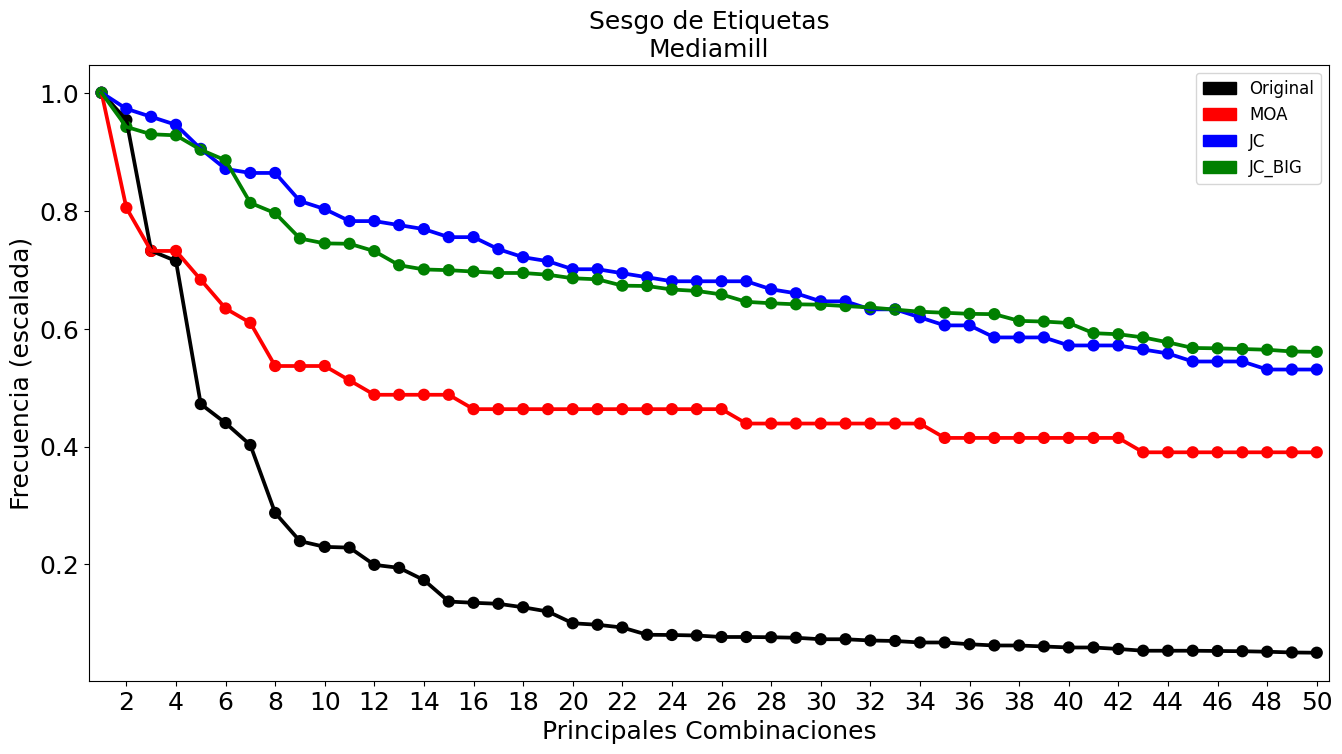 Sesgo de Etiquetas
Mediamill
Original
MOA
JC
JC_BIG
Frecuencia (escalada)
1.0
0.8
0.6
0.4
0.2
2 4 6 8 10 12 14 16 18 20 22 24 26 28 30 32 34 36 38 40 42 44 46 48 50
Principales Combinaciones